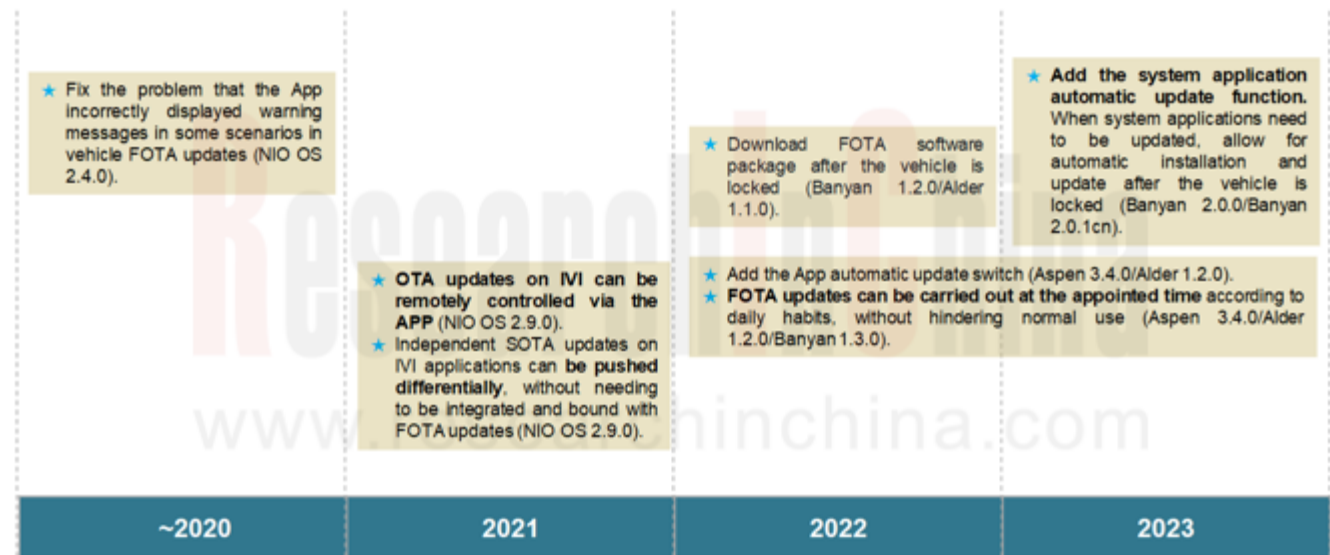 ★ Fix the problem that the App
incorrectly displayed warning
messages in some scenarios in
vehicle FOTA updates (NIO OS
2.4.0).
★ OTA updates on IVI can be
remotely controlled via the
APP (NIO OS 2.9.0).
★ Independent SOTA updates on
IVI applications can be pushed
differentially, without needing
to be integrated and bound with
FOTA updates (NIO OS 2.9.0).
★ Download FOTA software
package after the vehicle is
locked (Banyan 1.2.0/Alder
1.1.0).
★ Add the system application
automatic update function.
When system applications need
to be updated, allow for
automatic installation and
update after the vehicle is
locked (Banyan 2.0.0/Banyan
2.0.1cn).
★ Add the App automatic update switch (Aspen 3.4.0/Alder 1.2.0).
★ FOTA updates can be carried out at the appointed time according to
daily habits, without hindering normal use (Aspen 3.4.0/Alder
1.2.0/Banyan 1.3.0).
ResearchInChina
www.researchinchina.com
~2020
2021
2022
2023